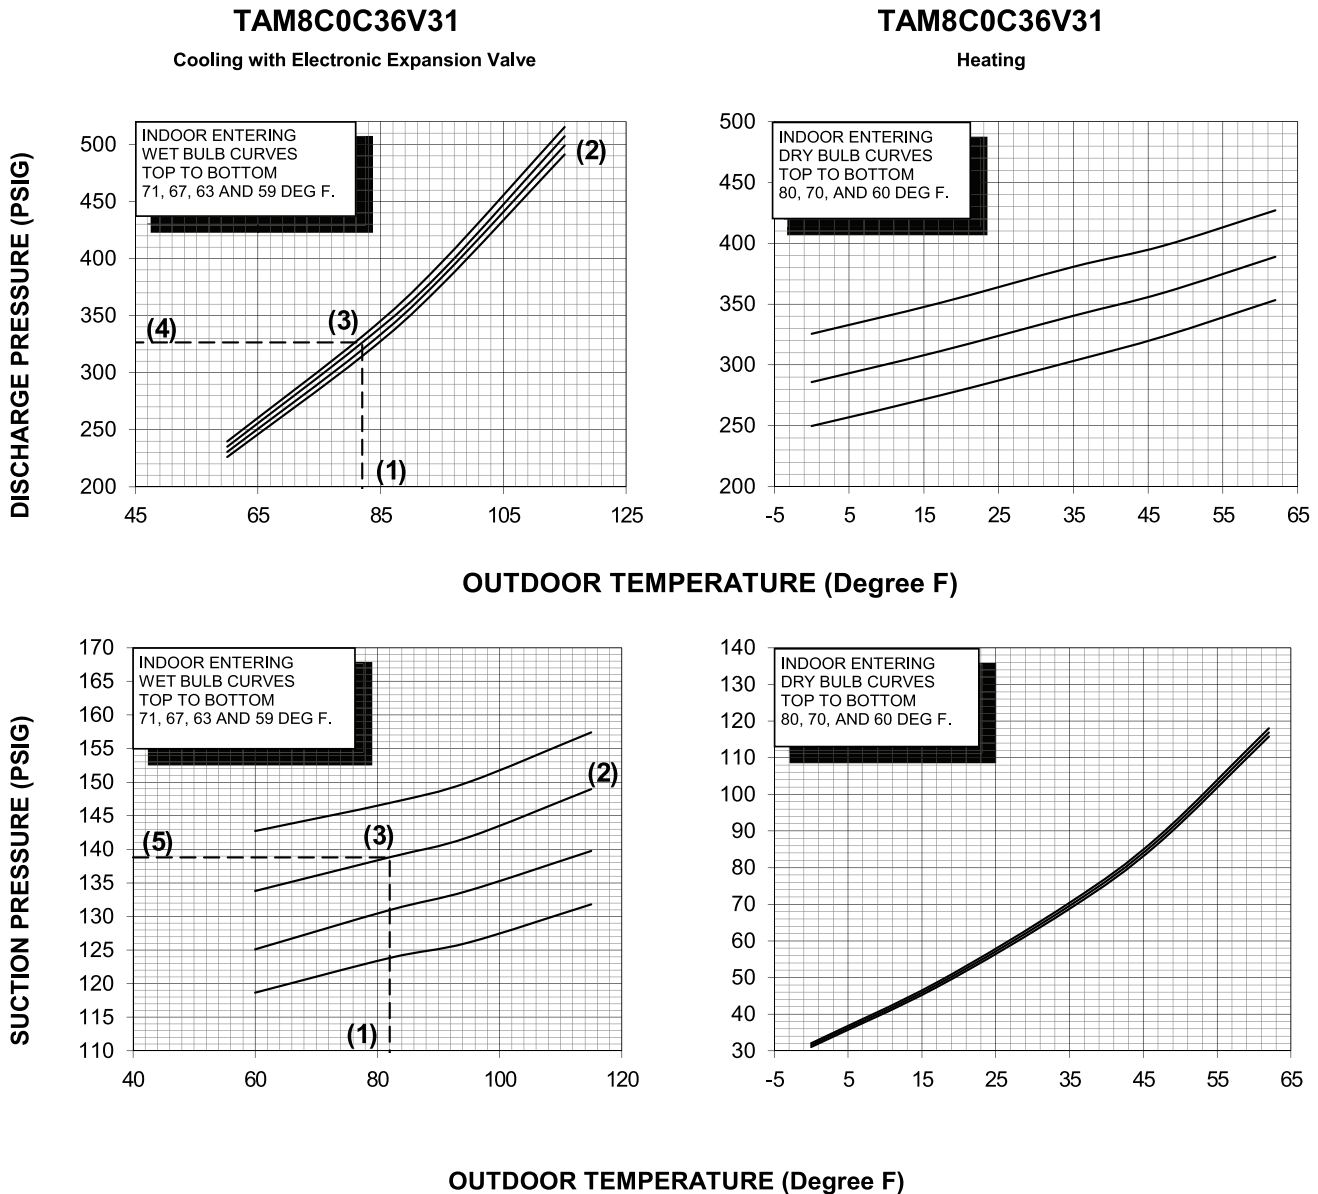 TAM8C0C36V31
Cooling with Electronic Expansion Valve
TAM8C0C36V31
Heating
DISCHARGE PRESSURE (PSIG)
500
450
400
350
300
250
200
INDOOR ENTERING
WET BULB CURVES
TOP TO BOTTOM
71, 67, 63 AND 59 DEG F.
(2)
(3)
(4)
(1)
45 65 85 105 125
500
450
400
350
300
250
200
INDOOR ENTERING
DRY BULB CURVES
TOP TO BOTTOM
80, 70, AND 60 DEG F.
-5 5 15 25 35 45 55 65
OUTDOOR TEMPERATURE (Degree F)
SUCTION PRESSURE (PSIG)
170
165
160
155
150
145
140
135
130
125
120
115
110
INDOOR ENTERING
WET BULB CURVES
TOP TO BOTTOM
71, 67, 63 AND 59 DEG F.
(2)
(3)
(5)
(1)
40 60 80 100 120
140
130
120
110
100
90
80
70
60
50
40
30
INDOOR ENTERING
DRY BULB CURVES
TOP TO BOTTOM
80, 70, AND 60 DEG F.
-5 5 15 25 35 45 55 65
OUTDOOR TEMPERATURE (Degree F)